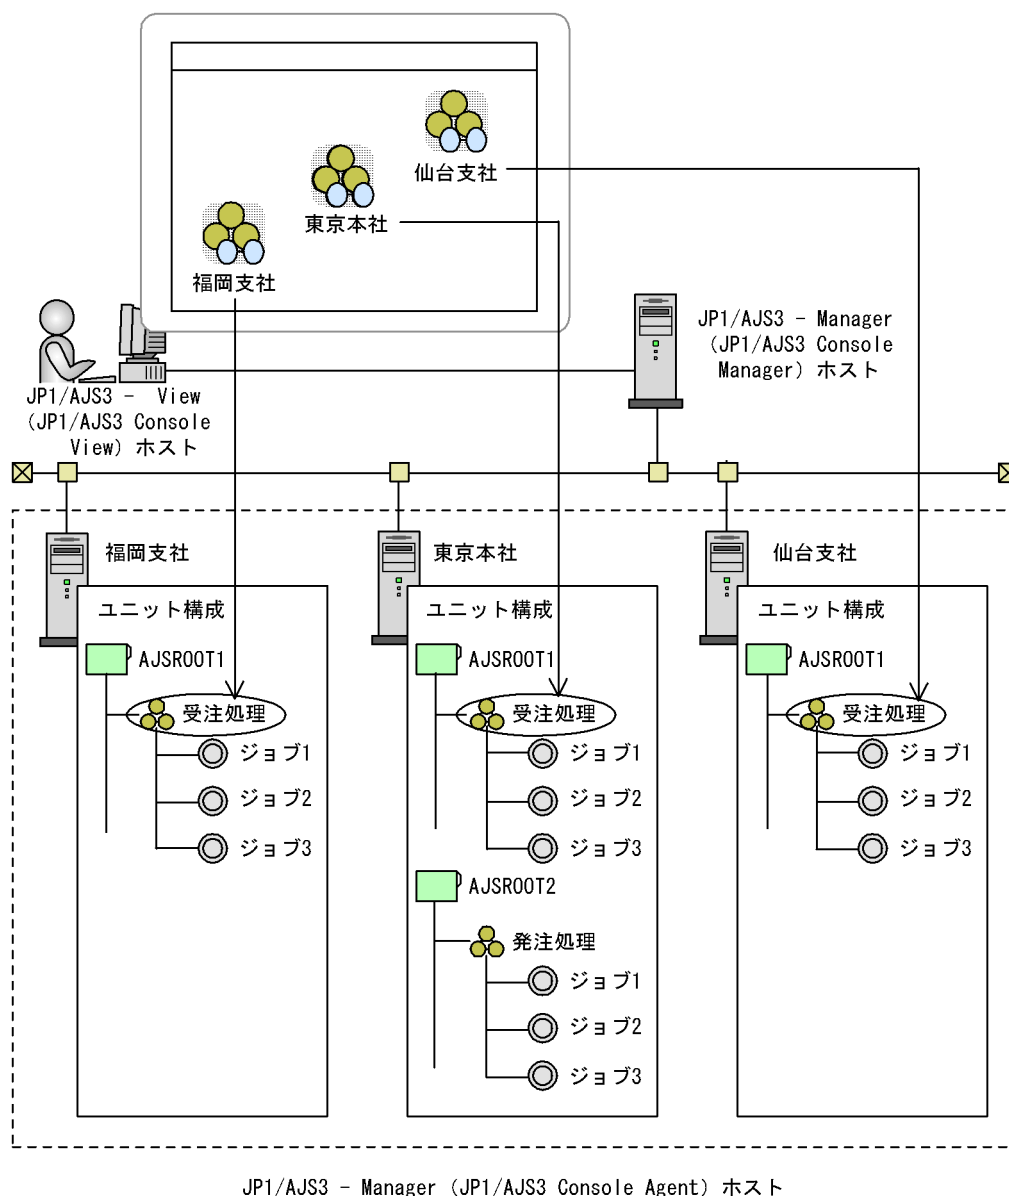 仙台支社
東京本社
福岡支社
JP1/AJS3 - Manager
(JP1/AJS3 Console
Manager) ホスト
JP1/AJS3 - View
(JP1/AJS3 Console
View) ホスト
福岡支社
東京本社
仙台支社
ユニット構成
AJSROOT1
受注処理
ジョブ1
ジョブ2
ジョブ3
ユニット構成
AJSROOT1
受注処理
ジョブ1
ジョブ2
ジョブ3
AJSROOT2
発注処理
ジョブ1
ジョブ2
ジョブ3
ユニット構成
AJSROOT1
受注処理
ジョブ1
ジョブ2
ジョブ3
JP1/AJS3 - Manager (JP1/AJS3 Console Agent) ホスト